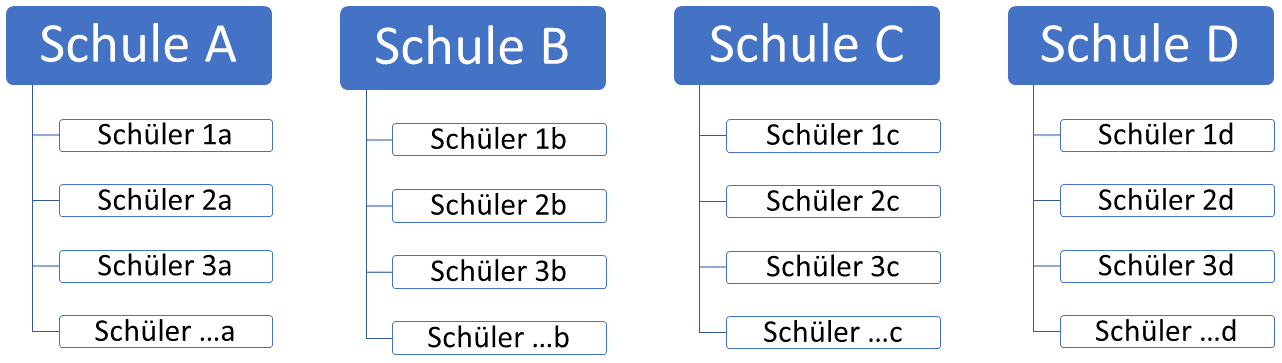 Schule A
Schüler 1a
Schüler 2a
Schüler 3a
Schüler ...a
Schule B
Schüler 1b
Schüler 2b
Schüler 3b
Schüler ...b
Schule C
Schüler 1c
Schüler 2c
Schüler 3c
Schüler ...c
Schule D
Schüler 1d
Schüler 2d
Schüler 3d
Schüler ...d